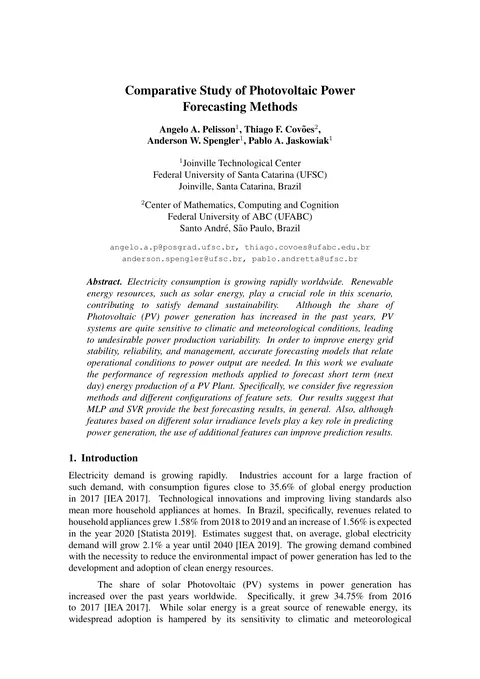 Comparative Study of Photovoltaic Power
Forecasting Methods
Angelo A. Pelisson1, Thiago F. Covões2,
Anderson W. Spengler1, Pablo A. Jaskowiak1
1Joinville Technological Center
Federal University of Santa Catarina (UFSC)
Joinville, Santa Catarina, Brazil
2Center of Mathematics, Computing and Cognition
Federal University of ABC (UFABC)
Santo André, São Paulo, Brazil
angelo.a.p@posgrad.ufsc.br, thiago.covoes@ufabc.edu.br
anderson.spengler@ufsc.br, pablo.andretta@ufsc.br
Abstract. Electricity consumption is growing rapidly worldwide. Renewable
energy resources, such as solar energy, play a crucial role in this scenario,
contributing to satisfy demand sustainability. Although the share of
Photovoltaic (PV) power generation has increased in the past years, PV
systems are quite sensitive to climatic and meteorological conditions, leading
to undesirable power production variability. In order to improve energy grid
stability, reliability, and management, accurate forecasting models that relate
operational conditions to power output are needed. In this work we evaluate
the performance of regression methods applied to forecast short term (next
day) energy production of a PV Plant. Specifically, we consider five regression
methods and different configurations of feature sets. Our results suggest that
MLP and SVR provide the best forecasting results, in general. Also, although
features based on different solar irradiance levels play a key role in predicting
power generation, the use of additional features can improve prediction results.
1. Introduction
Electricity demand is growing rapidly. Industries account for a large fraction of
such demand, with consumption figures close to 35.6% of global energy production
in 2017 [IEA 2017]. Technological innovations and improving living standards also
mean more household appliances at homes. In Brazil, specifically, revenues related to
household appliances grew 1.58% from 2018 to 2019 and an increase of 1.56% is expected
in the year 2020 [Statista 2019]. Estimates suggest that, on average, global electricity
demand will grow 2.1% a year until 2040 [IEA 2019]. The growing demand combined
with the necessity to reduce the environmental impact of power generation has led to the
development and adoption of clean energy resources.
The share of solar Photovoltaic (PV) systems in power generation has
increased over the past years worldwide. Specifically, it grew 34.75% from 2016
to 2017 [IEA 2017]. While solar energy is a great source of renewable energy, its
widespread adoption is hampered by its sensitivity to climatic and meteorological